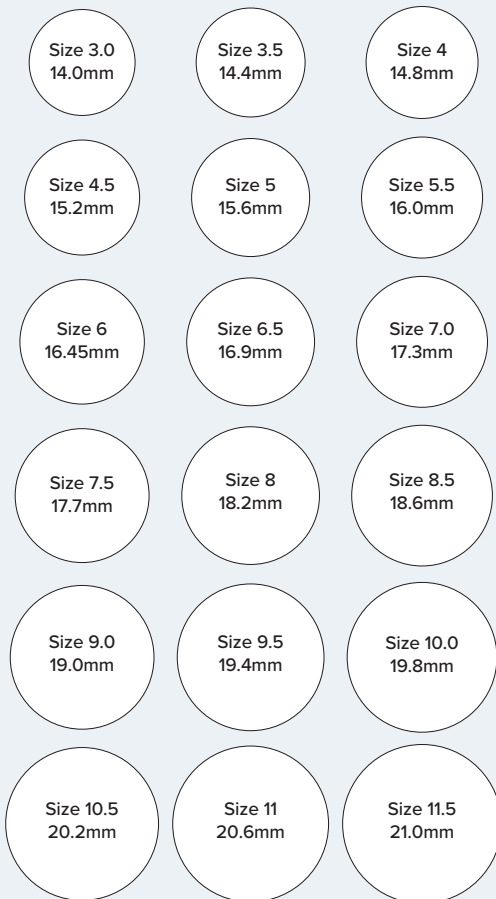 Size 3.0
14.0mm
Size 3.5
14.4mm
Size 4
14.8mm
Size 4.5
15.2mm
Size 5
15.6mm
Size 5.5
16.0mm
Size 6
16.45mm
Size 6.5
16.9mm
Size 7.0
17.3mm
Size 7.5
17.7mm
Size 8
18.2mm
Size 8.5
18.6mm
Size 9.0
19.0mm
Size 9.5
19.4mm
Size 10.0
19.8mm
Size 10.5
20.2mm
Size 11
20.6mm
Size 11.5
21.0mm